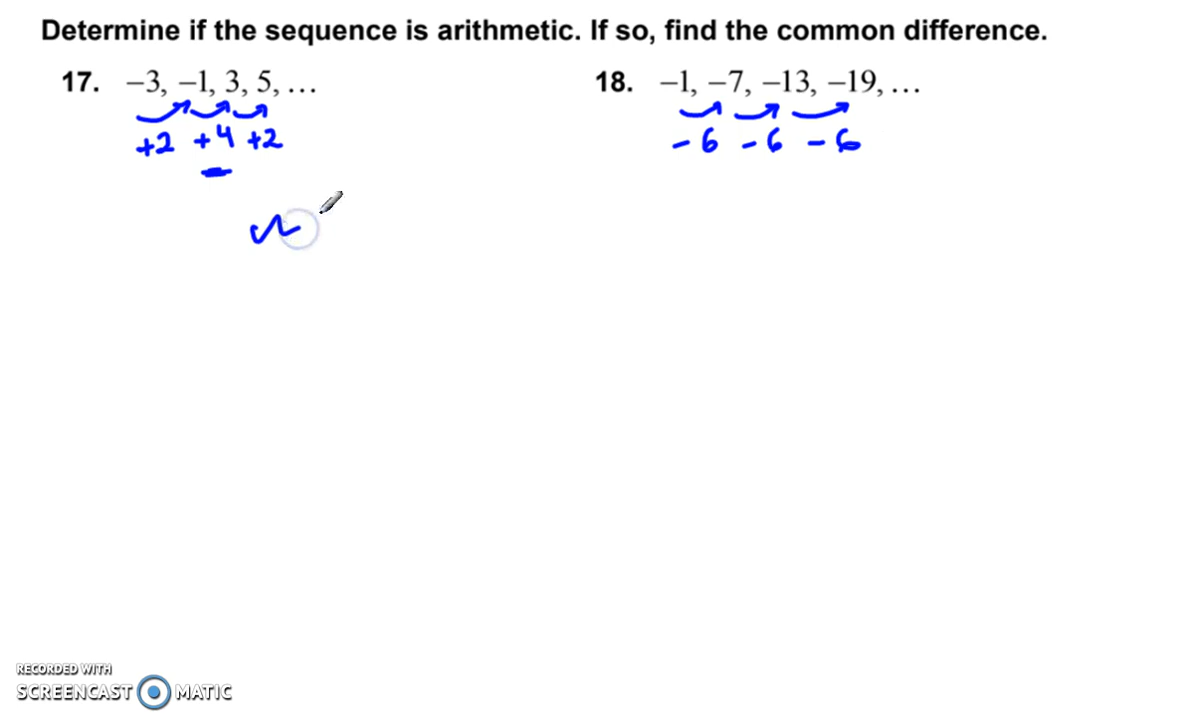 Determine if the sequence is arithmetic. If so, find the common difference.
17. –3, –1, 3, 5, …
18. –1, –7, –13, –19, …
+2 +4 +2
-6 -6 -6
RECORDED WITH
SCREENCAST MATIC